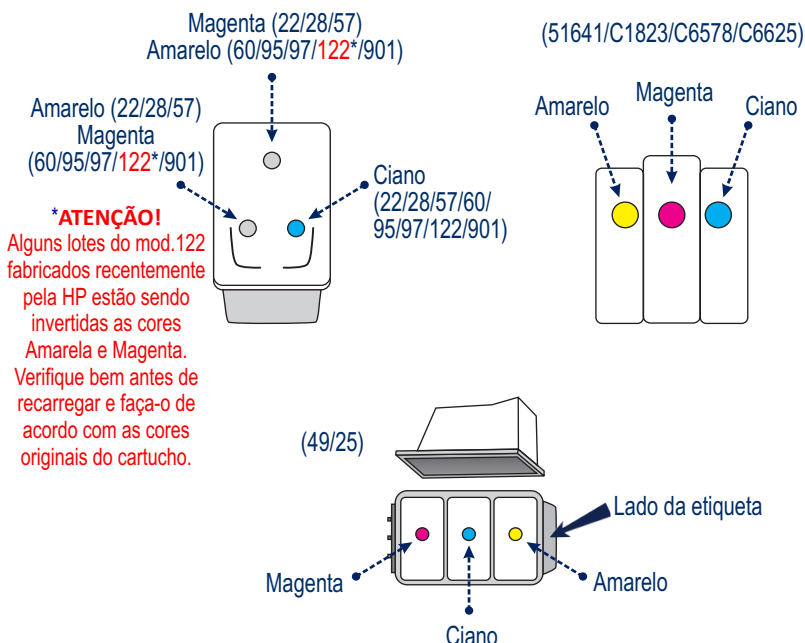 Magenta (22/28/57)
Amarelo (60/95/97/122*/901)
Amarelo (22/28/57)
Magenta
(60/95/97/122*/901)
Ciano
(22/28/57/60/
95/97/122/901)
*ATENÇÃO!
Alguns lotes do mod.122
fabricados recentemente
pela HP estão sendo
invertidas as cores
Amarela e Magenta.
Verifique bem antes de
recarregar e faça-o de
acordo com as cores
originais do cartucho.
(51641/C1823/C6578/C6625)
Amarelo
Magenta
Ciano
(49/25)
Lado da etiqueta
Magenta
Ciano
Amarelo